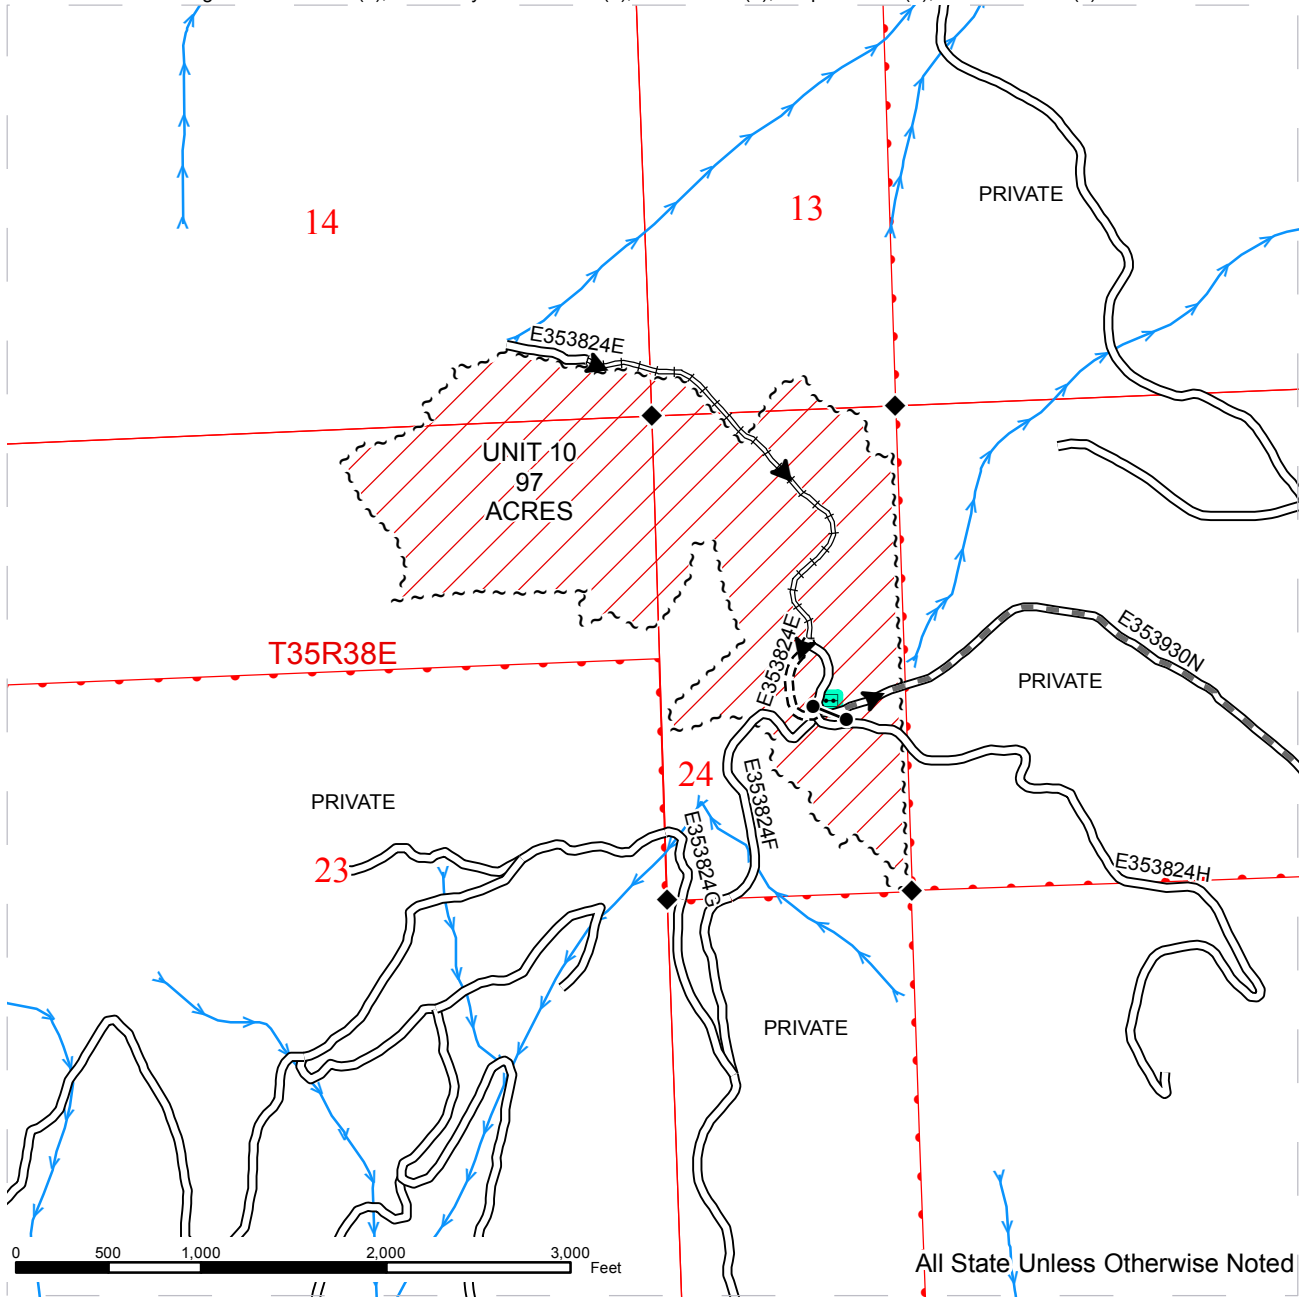 PRIVATE
13
14
E353824E
UNIT 10
97
ACRES
E353824E
E353930N
T35R38E
PRIVATE
24
PRIVATE
E353824F
E353824G
23
E353824H
PRIVATE
0 500 1,000 2,000 3,000
Feet
All State Unless Otherwise Noted